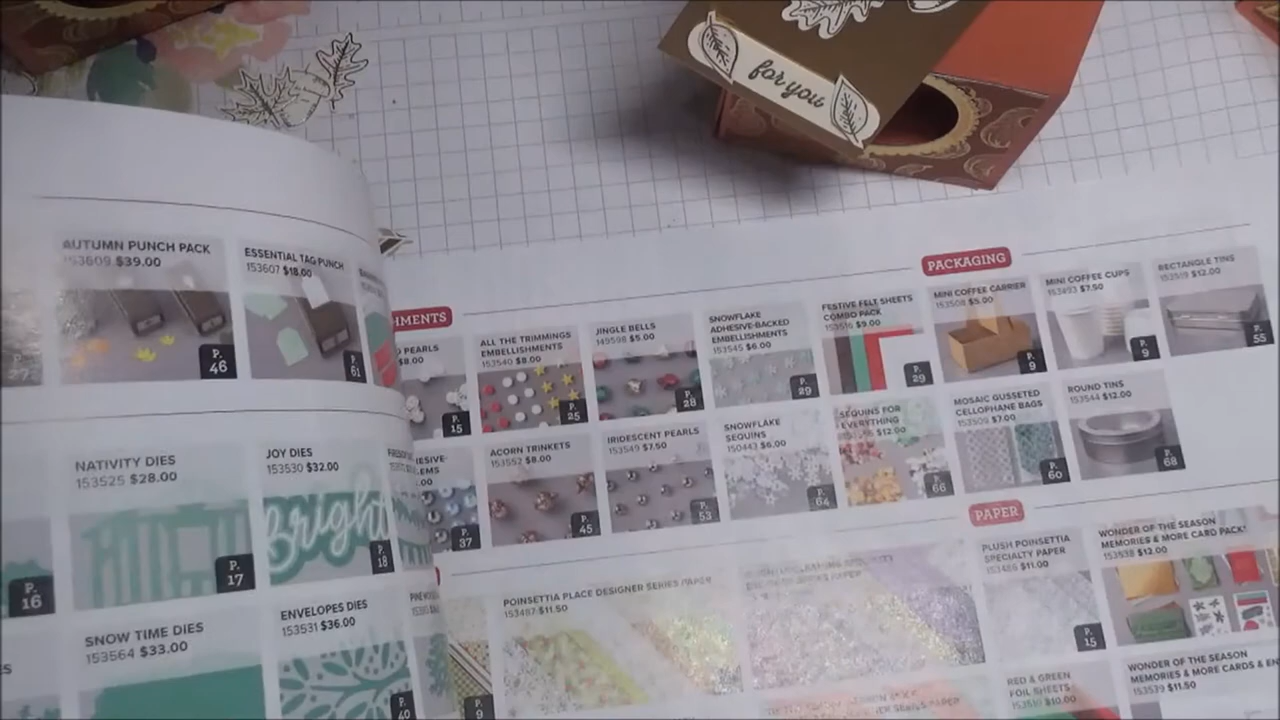 for you
AUTUMN PUNCH PACK
153609 $39.00
P.
46
ESSENTIAL TAG PUNCH
153607 $18.00
P.
61
NATIVITY DIES
153525 $28.00
P.
17
JOY DIES
153530 $32.00
Bright
P.
18
P.
16
SNOW TIME DIES
153564 $33.00
ENVELOPES DIES
153531 $36.00
P.
40
PEARLS
P.
15
ALL THE TRIMMINGS
EMBELLISHMENTS
153540 $8.00
P.
25
JINGLE BELLS
149598 $5.00
P.
28
SNOWFLAKE
ADHESIVE-BACKED
EMBELLISHMENTS
153545 $6.00
P.
29
FESTIVE FELT SHEETS
COMBO PACK
153516 $9.00
P.
29
P.
37
ACORN TRINKETS
153552 $8.00
P.
45
IRIDESCENT PEARLS
153549 $7.50
P.
53
SNOWFLAKE
SEQUINS
150443 $6.00
P.
64
SEQUINS FOR
EVERYTHING
$12.00
P.
66
PACKAGING
MINI COFFEE CARRIER
153508 $5.00
P.
9
MINI COFFEE CUPS
153493 $7.50
P.
9
RECTANGLE TINS
153519 $12.00
P.
55
MOSAIC GUSSETED
CELLOPHANE BAGS
153509 $7.00
P.
60
ROUND TINS
153544 $12.00
P.
68
PAPER
POINSETTIA PLACE DESIGNER SERIES PAPER
153487 $11.50
P.
9
PLUSH POINSETTIA
SPECIALTY PAPER
153486 $11.00
P.
15
WONDER OF THE SEASON
MEMORIES & MORE CARD PACK*
153538 $12.00
RED & GREEN
FOIL SHEETS
153510 $10.00
WONDER OF THE SEASON
MEMORIES & MORE CARDS &
153539 $11.50